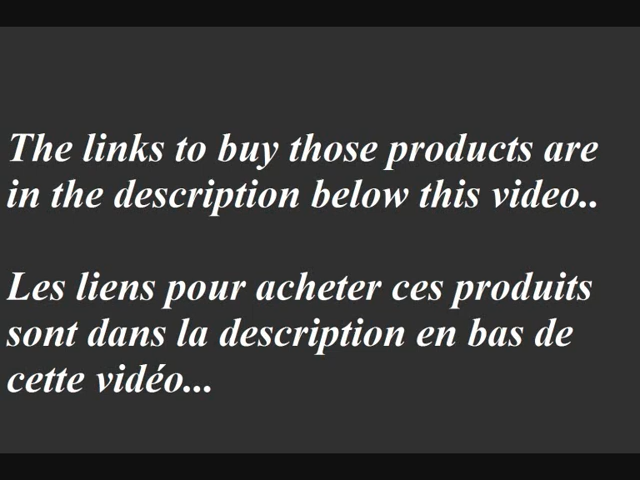 The links to buy those products are
in the description below this video..
Les liens pour acheter ces produits
sont dans la description en bas de
cette vidéo...